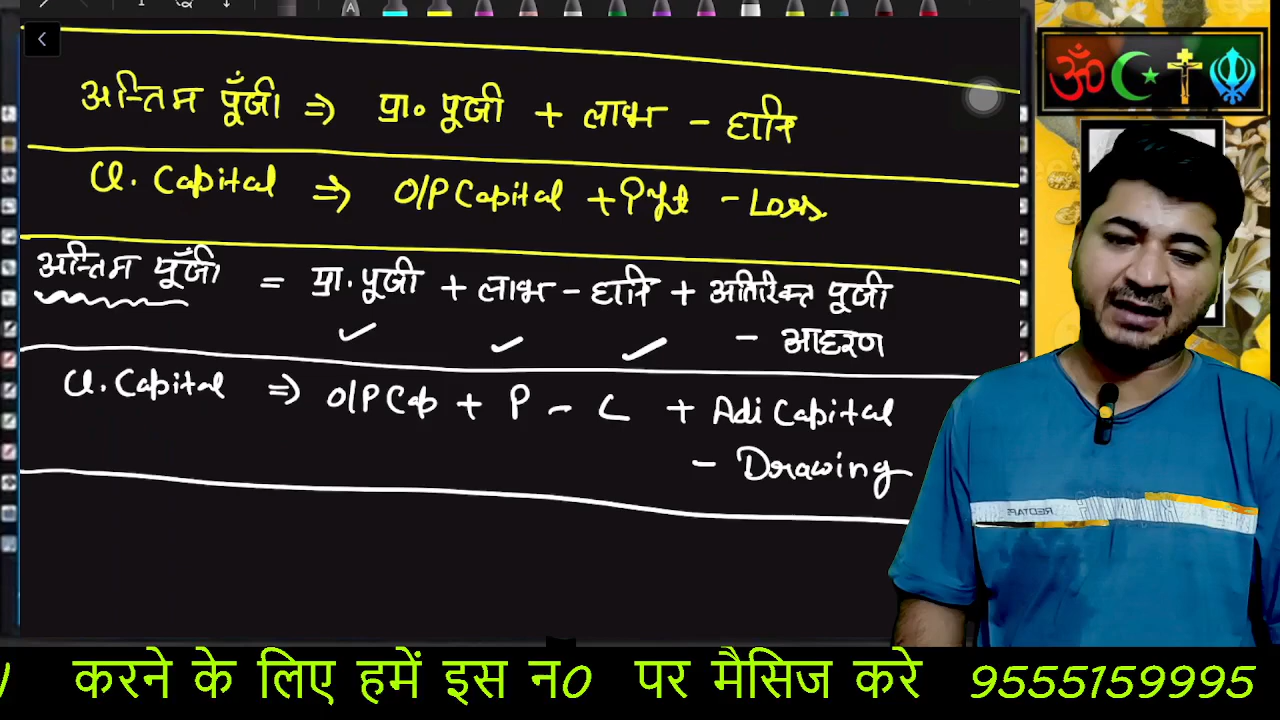 अन्तिम पूँजी ⇒ प्रा० पूजी + लाभ - हानि
Cl. Capital ⇒ O/P Capital + Pyt - Loss
अन्तिम पूँजी = प्रा. पूजी + लाभ - हानि + अतिरिक्त पूजी
- आहरण
Cl. Capital ⇒ O/P Cap + P - L + Adi Capital
- Drawing
REDTAPE
करने के लिए हमें इस न0 पर मैसिज करे 9555159995